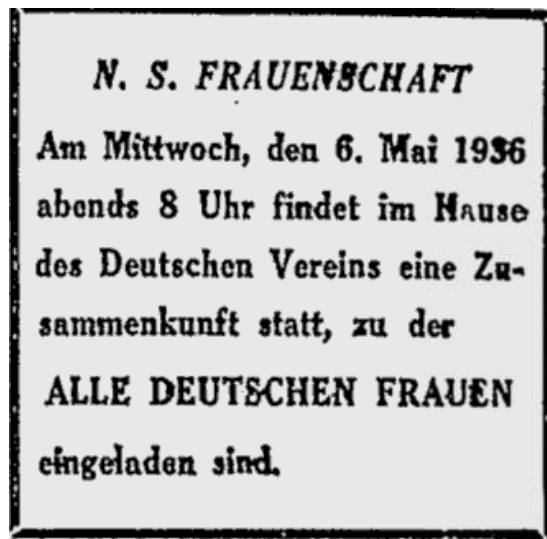 N. S. FRAUENSCHAFT
Am Mittwoch, den 6. Mai 1936
abends 8 Uhr findet im Hause
des Deutschen Vereins eine Zu-
sammenkunft statt, zu der
ALLE DEUTSCHEN FRAUEN
eingeladen sind.